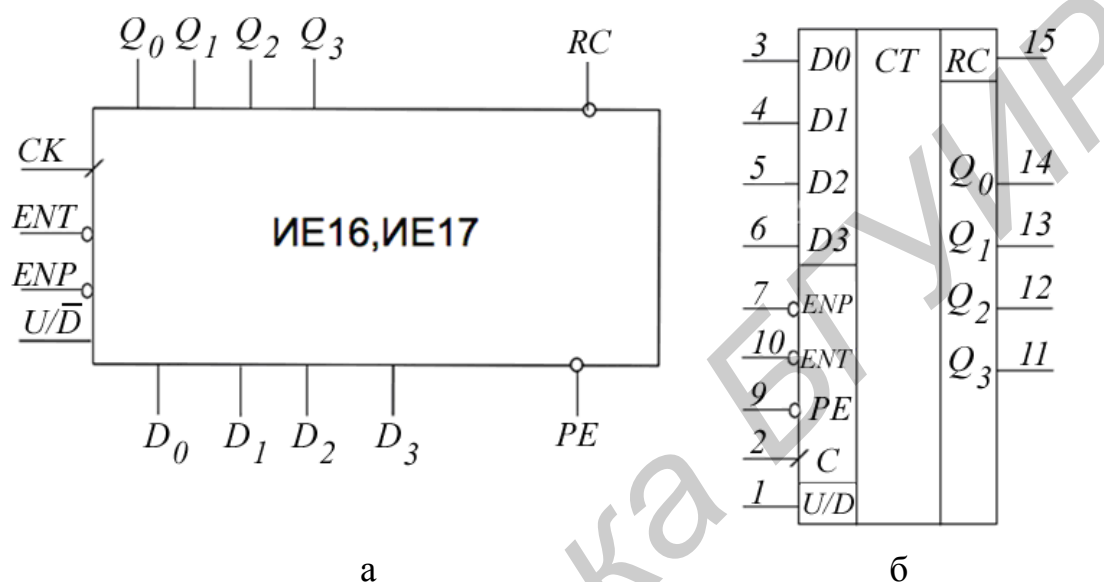 Q0 Q1 Q2 Q3 RC
CK
ENT
ENP
U/D̅
ИЕ16,ИЕ17
D0 D1 D2 D3 PE
а
3 D0 CT RC 15
4 D1
5 D2 Q0 14
6 D3 Q1 13
7 ENP Q2 12
10 ENT Q3 11
9 PE
2 C
1 U/D
б
ка БГУИР